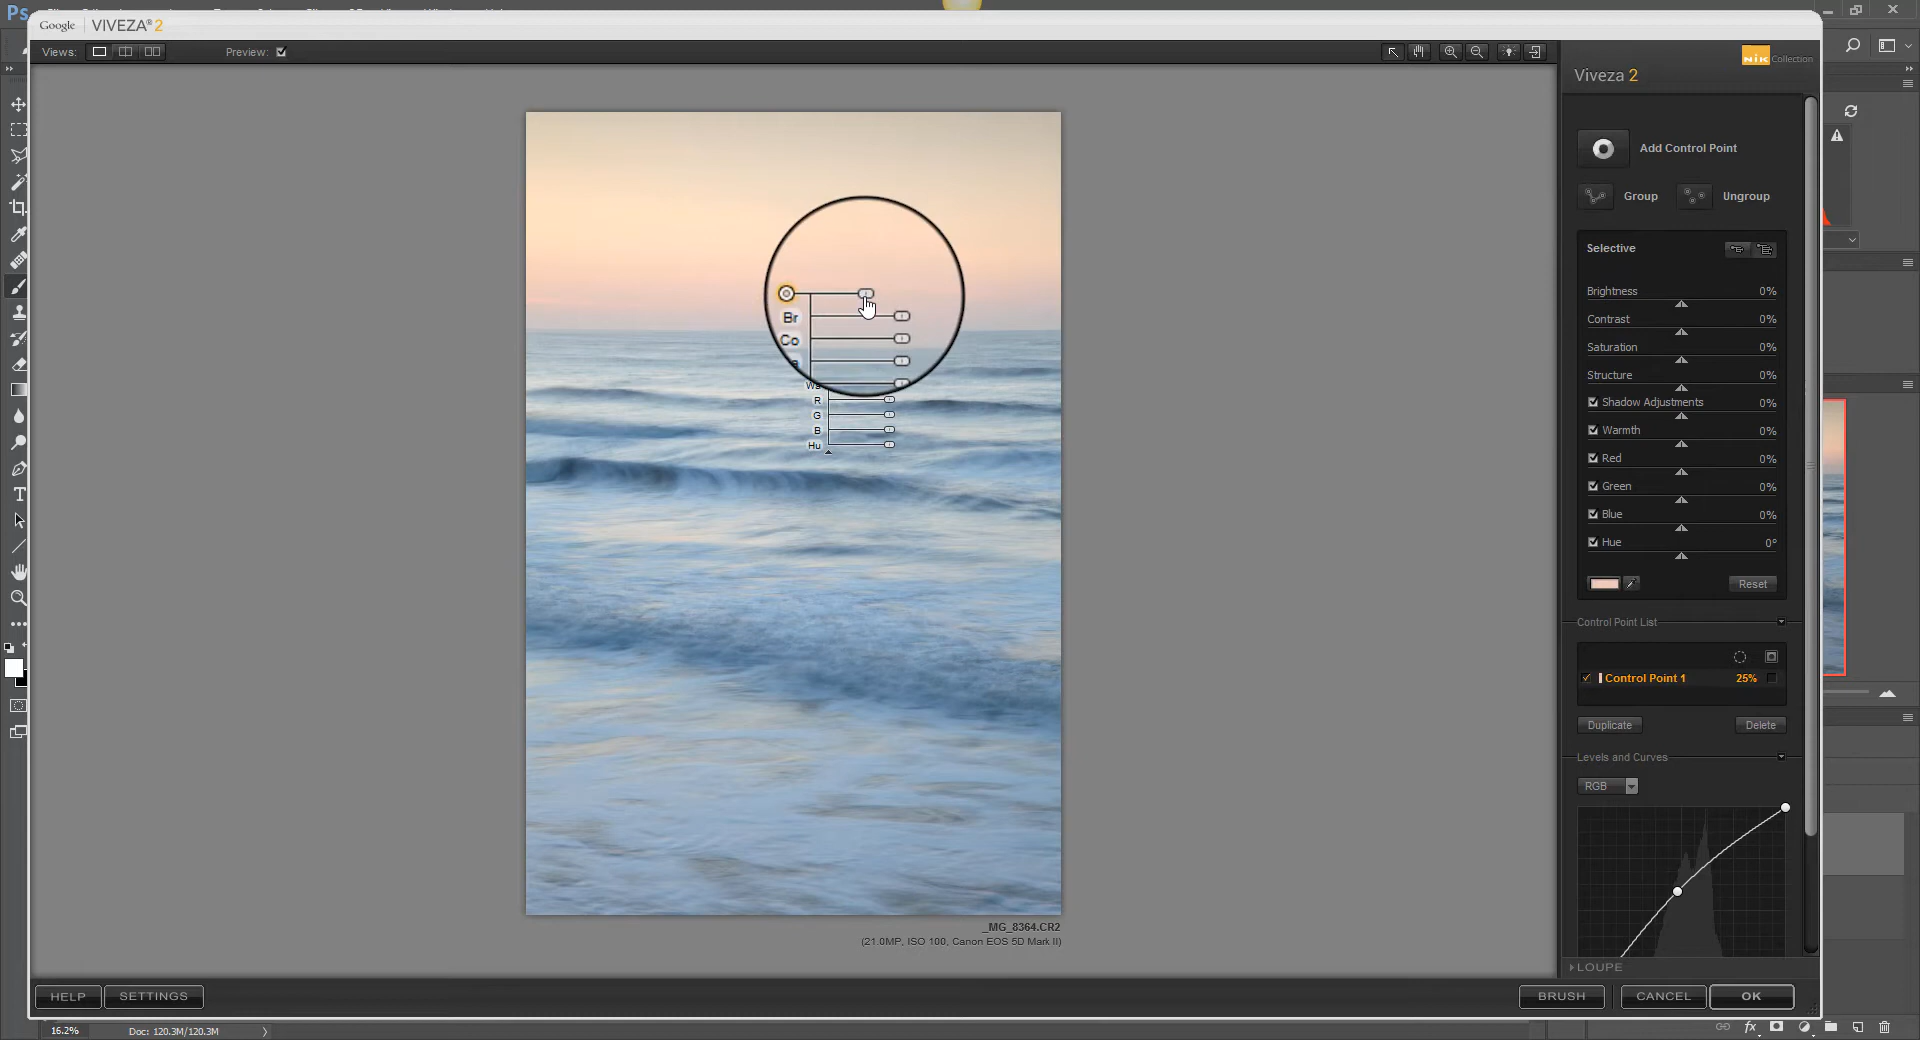 Ps
Google VIVEZA® 2
Views:
Preview:
Nik Collection
Viveza 2
Add Control Point
Group
Ungroup
Selective
Brightness 0%
Contrast 0%
Saturation 0%
Structure 0%
Shadow Adjustments 0%
Warmth 0%
Red 0%
Green 0%
Blue 0%
Hue 0°
Reset
Control Point List
Control Point 1 25%
Duplicate
Delete
Levels and Curves
RGB
LOUPE
Br
Co
R
G
B
Hu
_MG_8364.CR2
(21.0MP, ISO 100, Canon EOS 5D Mark II)
HELP
SETTINGS
BRUSH
CANCEL
OK
16.2%
Doc: 120.3M/120.3M
fx